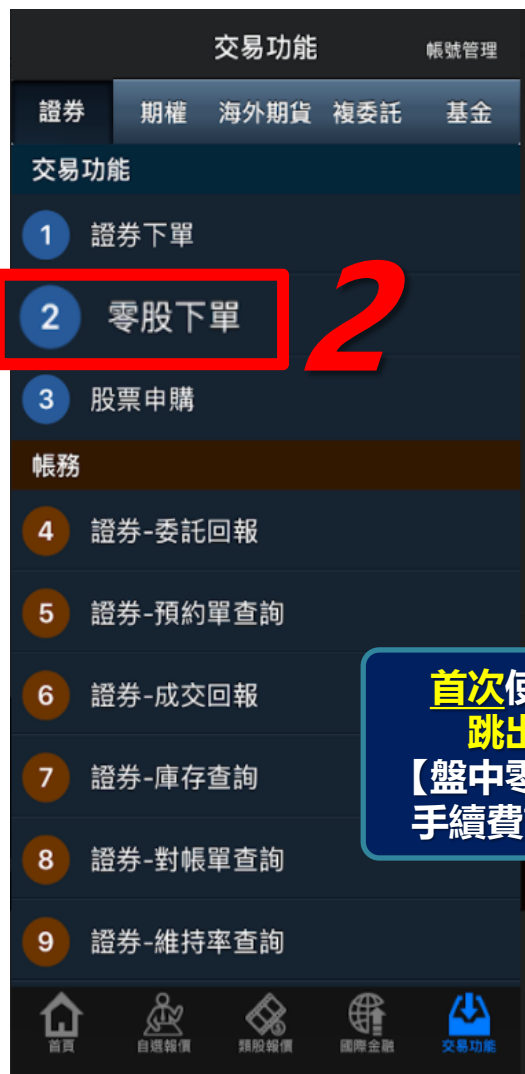 交易功能
帳號管理
證券 期權 海外期貨 複委託 基金
交易功能
1 證券下單
2 零股下單
2
3 股票申購
帳務
4 證券-委託回報
5 證券-預約單查詢
6 證券-成交回報
7 證券-庫存查詢
8 證券-對帳單查詢
9 證券-維持率查詢
首次使
跳出
【盤中零
手續費
首頁 自選報價 類股報價 國際金融 交易功能